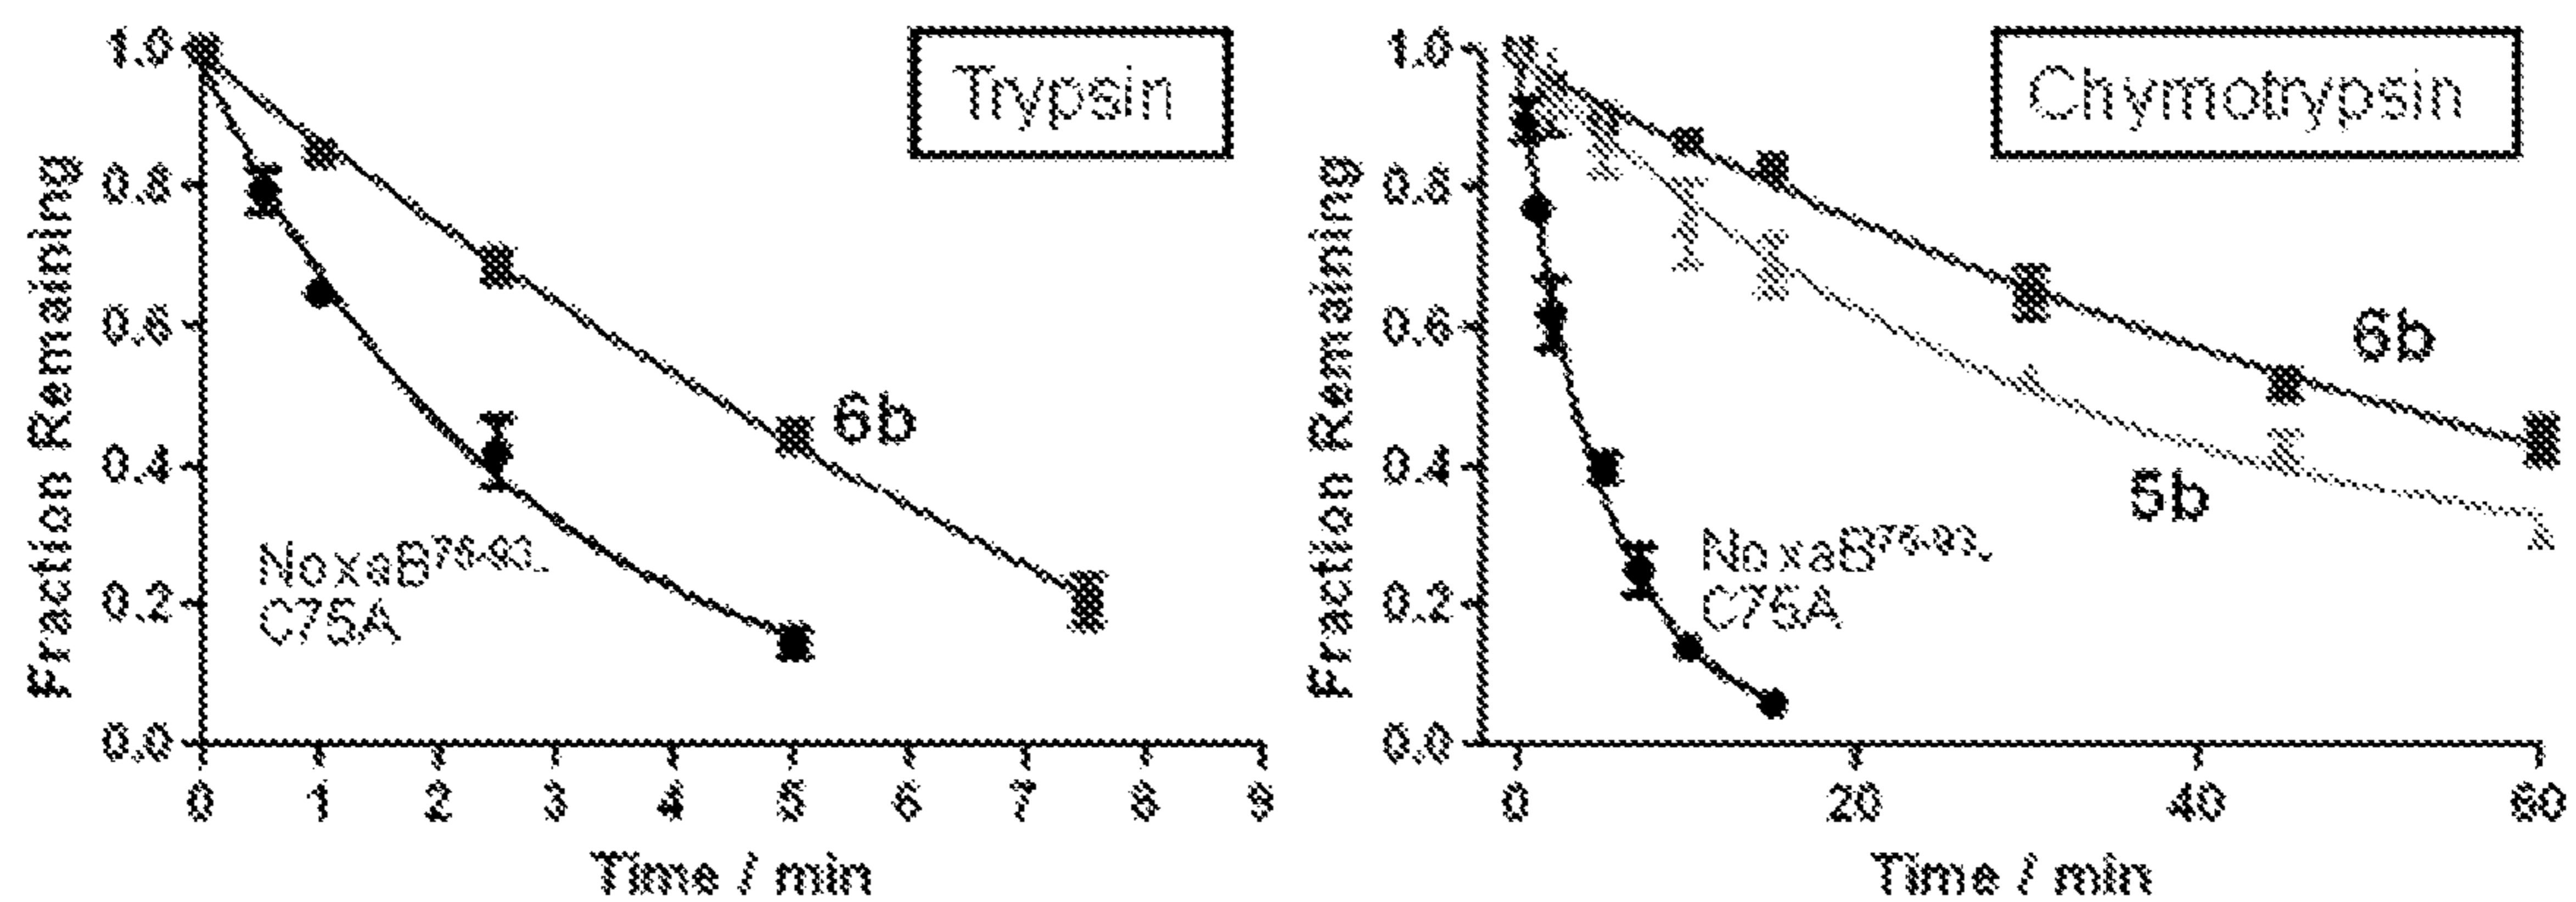 Trypsin
Fraction Remaining
1.0
0.8
0.6
0.4
0.2
0.0
6b
NoxaB75-93-
C75A
0 1 2 3 4 5 6 7 8 9
Time / min
Chymotrypsin
Fraction Remaining
1.0
0.8
0.6
0.4
0.2
0.0
6b
5b
NoxaB75-93-
C75A
0 20 40 60
Time / min